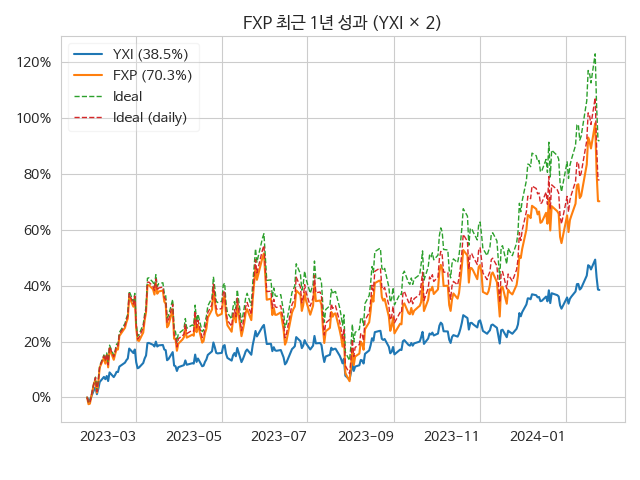 FXP 최근 1년 성과 (YXI × 2)
YXI (38.5%)
FXP (70.3%)
Ideal
Ideal (daily)
120%
100%
80%
60%
40%
20%
0%
2023−03 2023−05 2023−07 2023−09 2023−11 2024−01